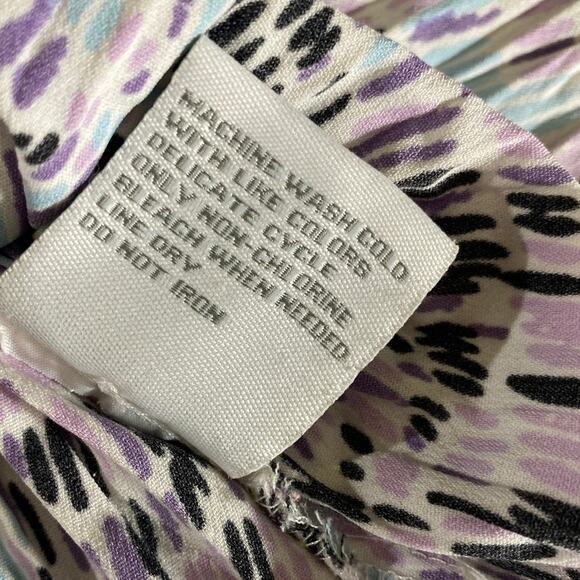 MACHINE WASH COLD
WITH LIKE COLORS
DELICATE CYCLE
ONLY NON-CHLORINE
BLEACH WHEN NEEDED
LINE DRY
DO NOT IRON